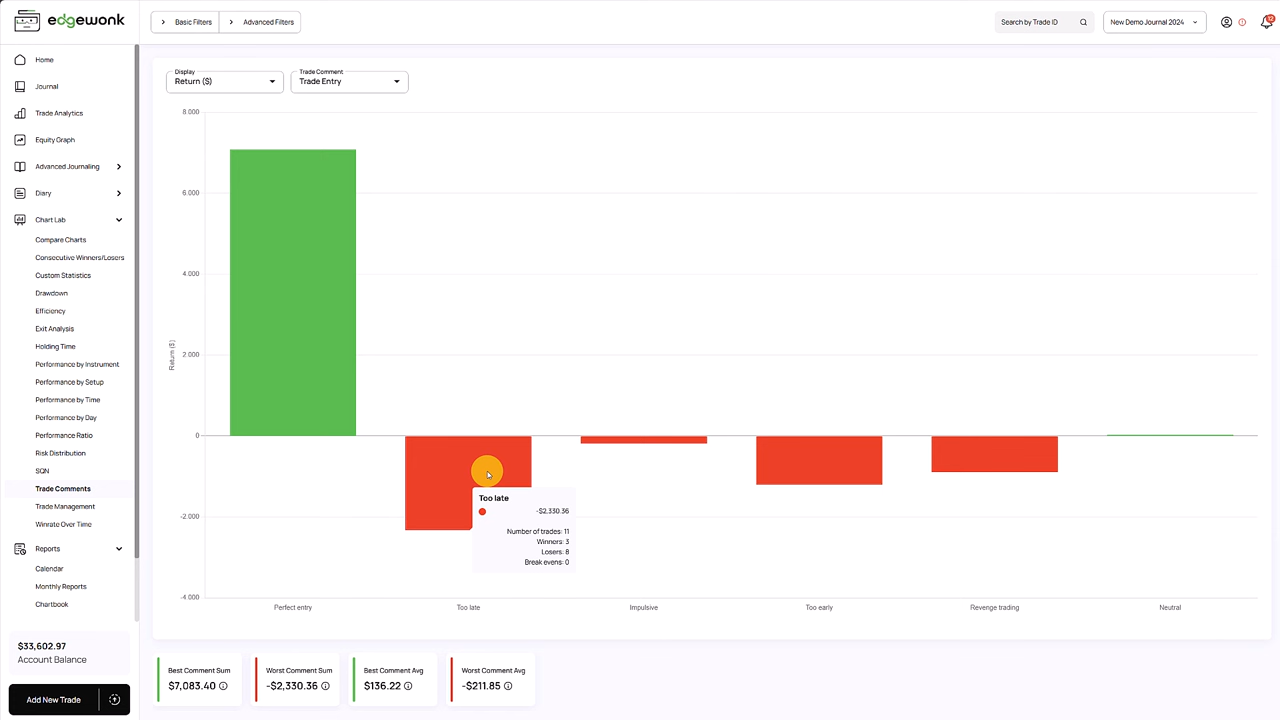 edgewonk
Basic Filters
Advanced Filters
Search by Trade ID
New Demo Journal 2024
12
Home
Journal
Trade Analytics
Equity Graph
Advanced Journaling
Diary
Chart Lab
Compare Charts
Consecutive Winners/Losers
Custom Statistics
Drawdown
Efficiency
Exit Analysis
Holding Time
Performance by Instrument
Performance by Setup
Performance by Time
Performance by Day
Performance Ratio
Risk Distribution
SQN
Trade Comments
Trade Management
Winrate Over Time
Reports
Calendar
Monthly Reports
Chartbook
$33,602.97
Account Balance
Add New Trade
Display
Return ($)
Trade Comment
Trade Entry
8 000
6 000
4 000
2 000
0
-2 000
-4 000
Return ($)
Too late
-$2,330.36
Number of trades: 11
Winners: 3
Losers: 8
Break evens: 0
Perfect entry
Too late
Impulsive
Too early
Revenge trading
Neutral
Best Comment Sum
$7,083.40
Worst Comment Sum
-$2,330.36
Best Comment Avg
$136.22
Worst Comment Avg
-$211.85